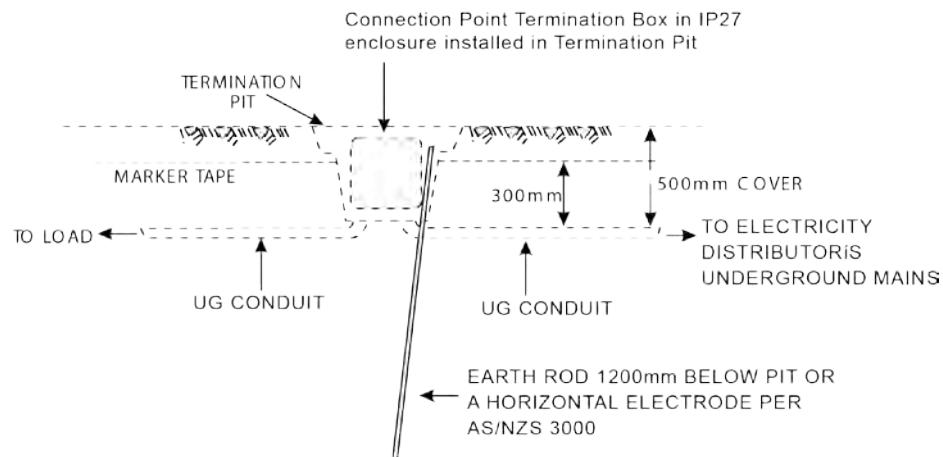 Connection Point Termination Box in IP27
enclosure installed in Termination Pit
TERMINATION
PIT
MARKER TAPE
300mm
500mm COVER
TO LOAD
TO ELECTRICITY
DISTRIBUTORíS
UNDERGROUND MAINS
UG CONDUIT
UG CONDUIT
EARTH ROD 1200mm BELOW PIT OR
A HORIZONTAL ELECTRODE PER
AS/NZS 3000